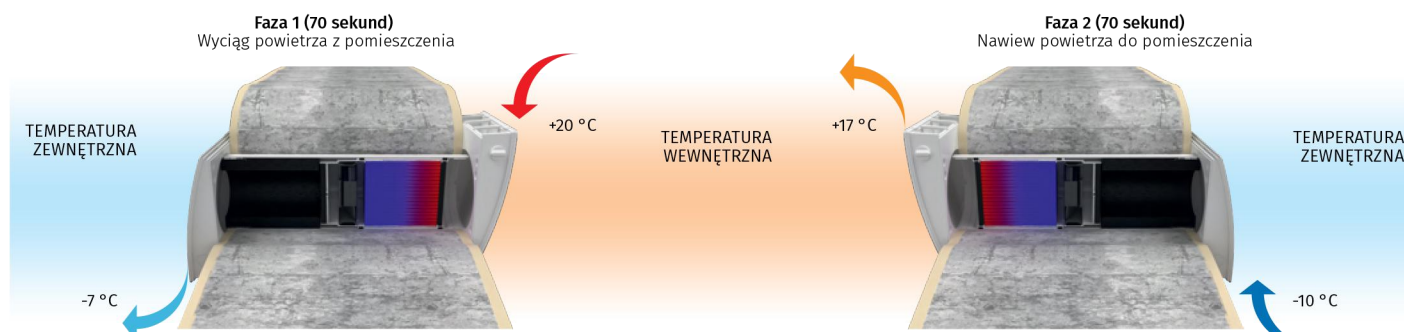 Faza 1 (70 sekund)
Wyciąg powietrza z pomieszczenia
TEMPERATURA
ZEWNĘTRZNA
+20 °C
-7 °C
TEMPERATURA
WEWNĘTRZNA
Faza 2 (70 sekund)
Nawiew powietrza do pomieszczenia
+17 °C
TEMPERATURA
ZEWNĘTRZNA
-10 °C